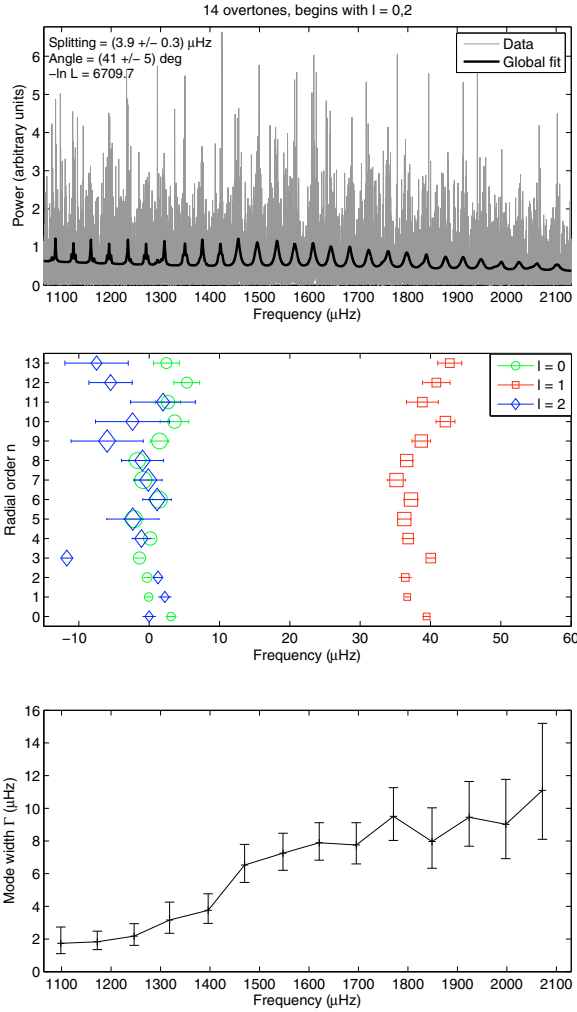 14 overtones, begins with l = 0,2
Splitting = (3.9 +/− 0.3) μHz
Angle = (41 +/− 5) deg
−ln L = 6709.7
Data
Global fit
Power (arbitrary units)
6
5
4
3
2
1
0
1100 1200 1300 1400 1500 1600 1700 1800 1900 2000 2100
Frequency (μHz)
l = 0
l = 1
l = 2
Radial order n
13
12
11
10
9
8
7
6
5
4
3
2
1
0
−10 0 10 20 30 40 50 60
Frequency (μHz)
Mode width Γ (μHz)
16
14
12
10
8
6
4
2
0
1100 1200 1300 1400 1500 1600 1700 1800 1900 2000 2100
Frequency (μHz)